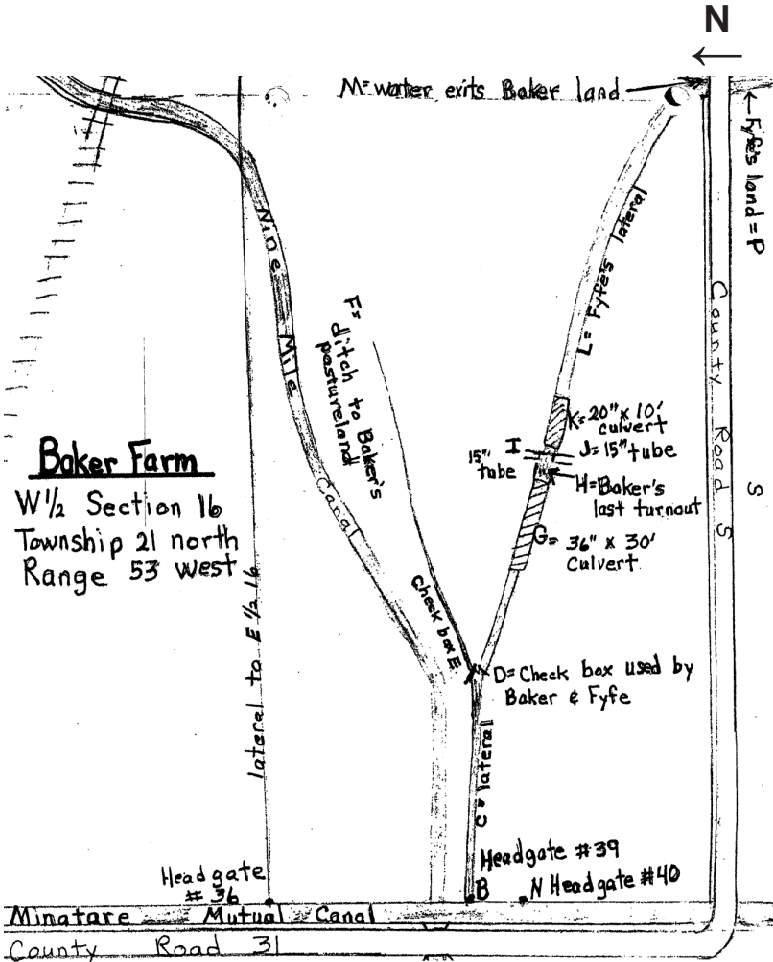 N
M= water exits Baker land
← Fyfe's land = P
Nine Mile Canal
F=
ditch to Baker's
pastureland
L= Fyfe's lateral
County Road S
S
K= 20" x 10'
culvert
I
15"
tube
J= 15" tube
H= Baker's
last turnout
G= 36" x 30'
culvert
Baker Farm
W½ Section 16
Township 21 north
Range 53 west
lateral to E ½ 16
Check box E
D= Check box used by
Baker & Fyfe
C= lateral
Headgate
# 36
Headgate #39
B
N Headgate #40
Minatare Mutual Canal
County Road 31